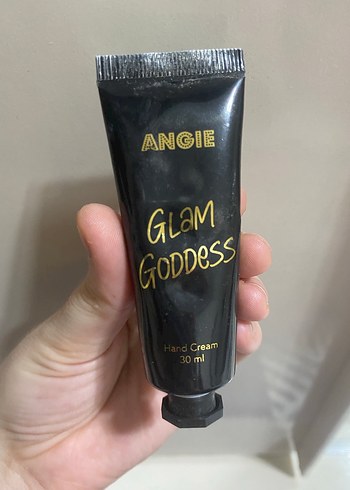 ANGIE
GLaM
GODDess
Hand Cream
30 ml